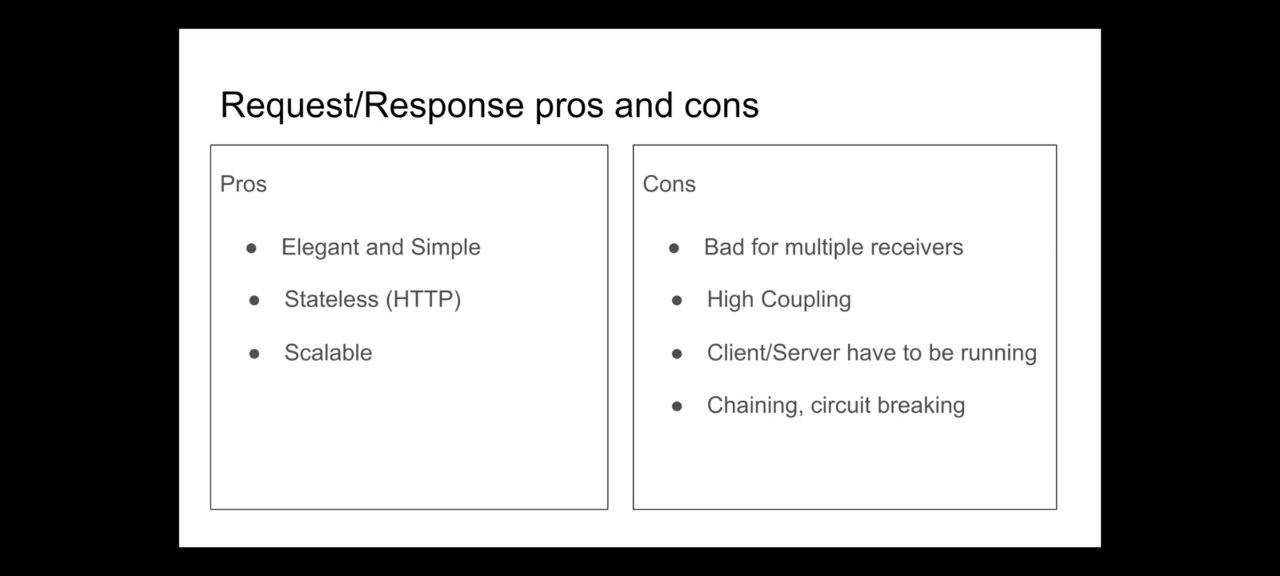 Request/Response pros and cons
Pros
● Elegant and Simple
● Stateless (HTTP)
● Scalable
Cons
● Bad for multiple receivers
● High Coupling
● Client/Server have to be running
● Chaining, circuit breaking